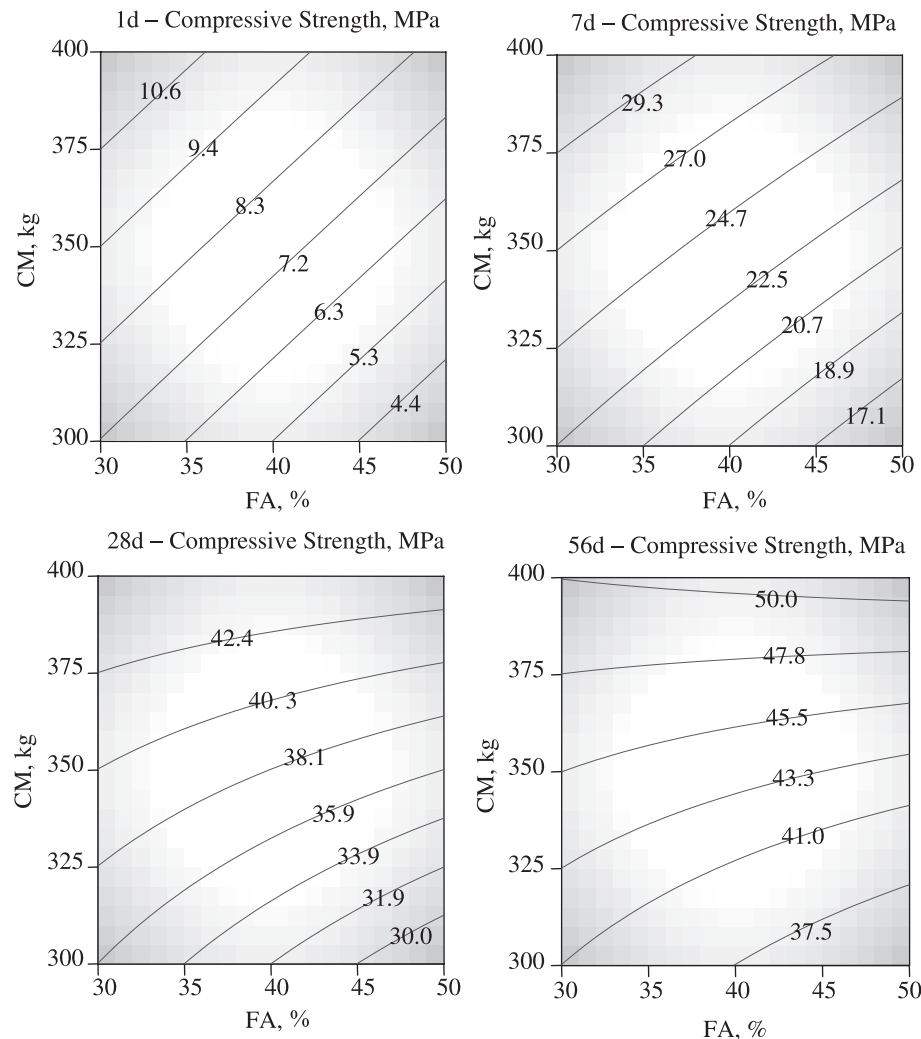 1d – Compressive Strength, MPa
400
375
350
325
300
CM, kg
10.6
9.4
8.3
7.2
6.3
5.3
4.4
30 35 40 45 50
FA, %
7d – Compressive Strength, MPa
400
375
350
325
300
CM, kg
29.3
27.0
24.7
22.5
20.7
18.9
17.1
30 35 40 45 50
FA, %
28d – Compressive Strength, MPa
400
375
350
325
300
CM, kg
42.4
40. 3
38.1
35.9
33.9
31.9
30.0
30 35 40 45 50
FA, %
56d – Compressive Strength, MPa
400
375
350
325
300
CM, kg
50.0
47.8
45.5
43.3
41.0
37.5
30 35 40 45 50
FA, %